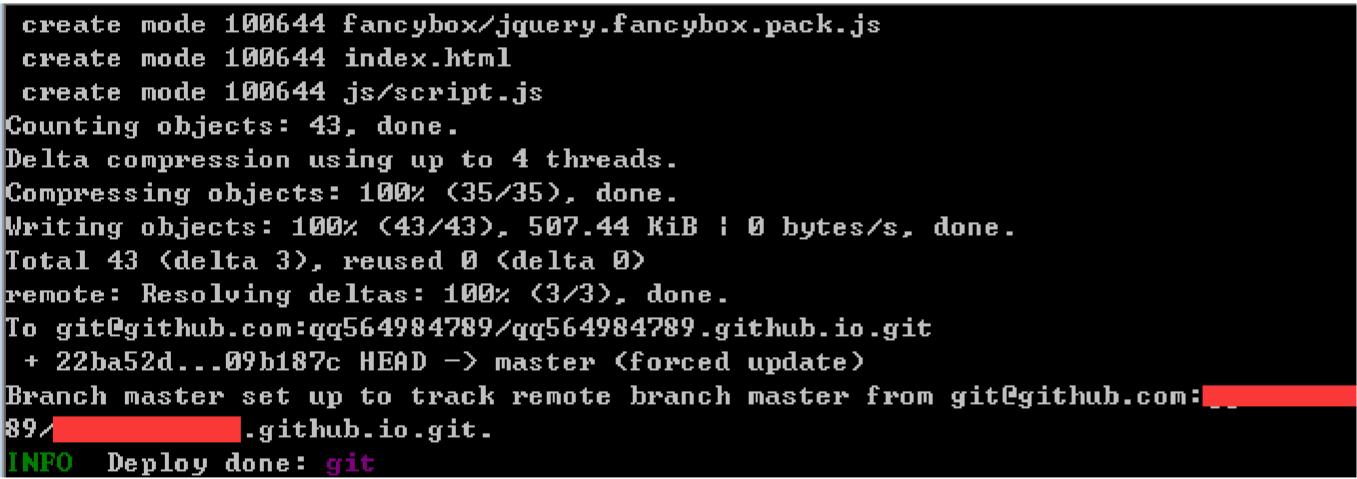 create mode 100644 fancybox/jquery.fancybox.pack.js
create mode 100644 index.html
create mode 100644 js/script.js
Counting objects: 43, done.
Delta compression using up to 4 threads.
Compressing objects: 100% (35/35), done.
Writing objects: 100% (43/43), 507.44 KiB | 0 bytes/s, done.
Total 43 (delta 3), reused 0 (delta 0)
remote: Resolving deltas: 100% (3/3), done.
To git@github.com:qq564984789/qq564984789.github.io.git
+ 22ba52d...09b187c HEAD -> master (forced update)
Branch master set up to track remote branch master from git@github.com:
89/ .github.io.git.
INFO Deploy done: git